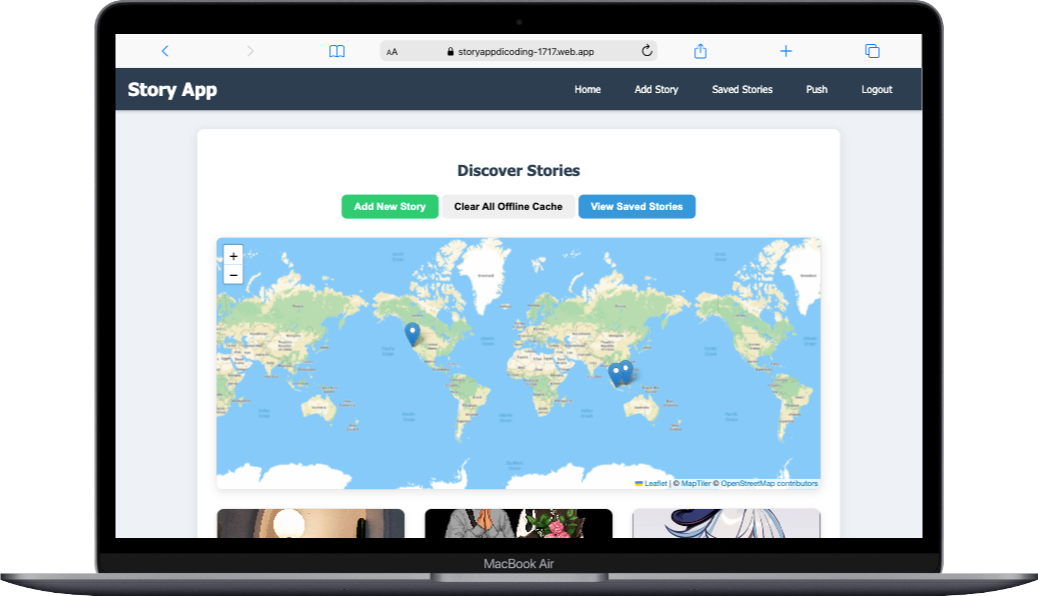 AA storyappdicoding-1717.web.app
Story App
Home Add Story Saved Stories Push Logout
Discover Stories
Add New Story Clear All Offline Cache View Saved Stories
+
−
Leaflet | © MapTiler © OpenStreetMap contributors
MacBook Air